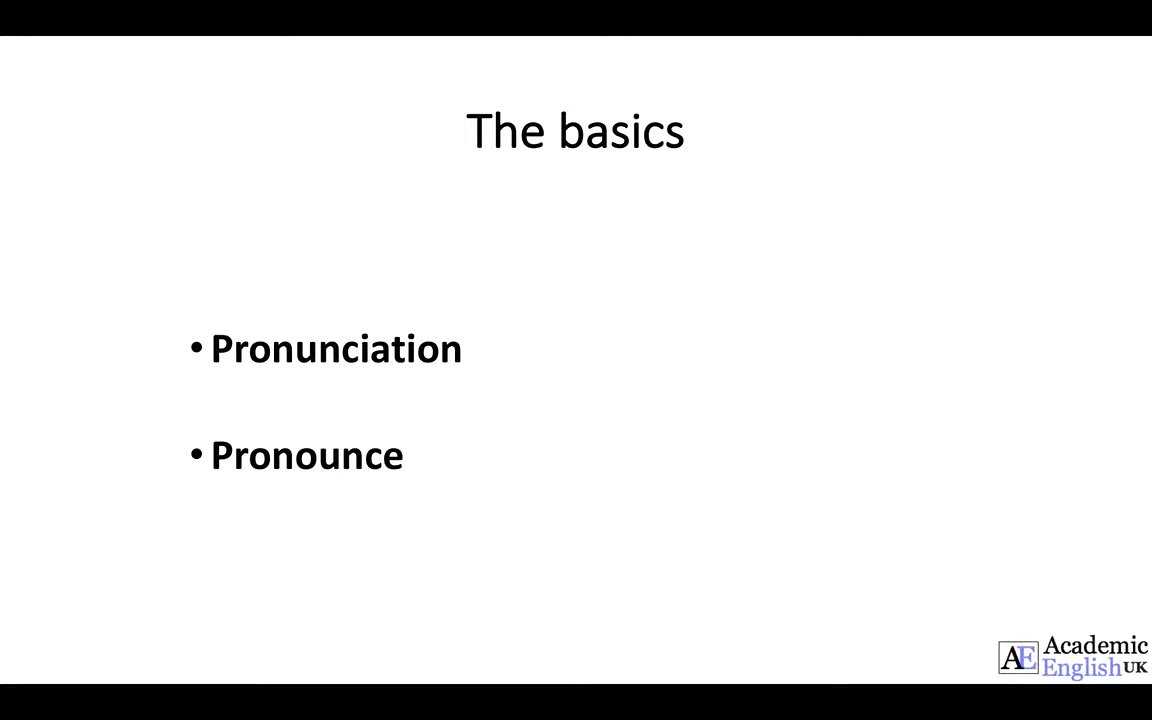 The basics
• Pronunciation
• Pronounce
AE Academic
English UK